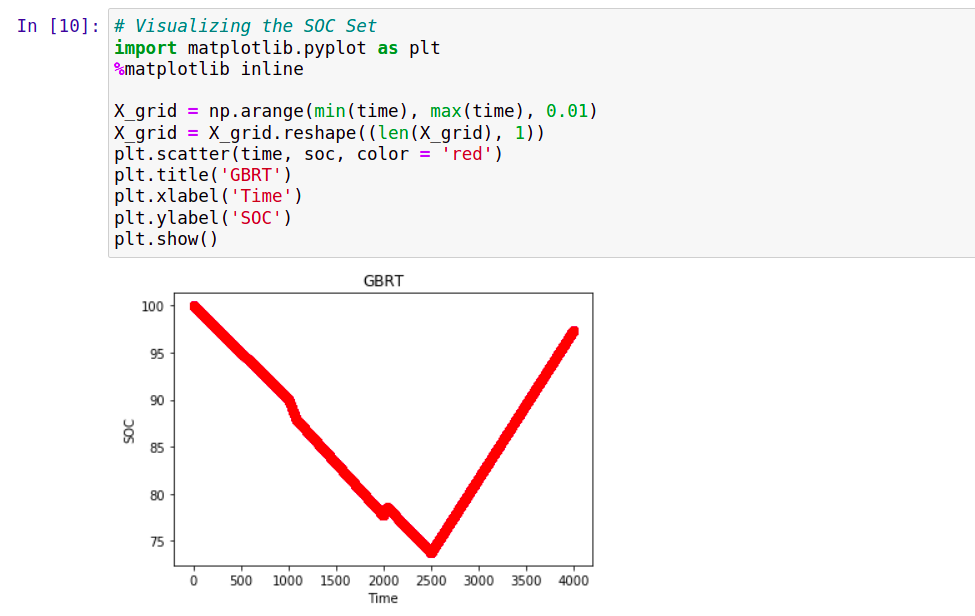 In [10]: # Visualizing the SOC Set
import matplotlib.pyplot as plt
%matplotlib inline
X_grid = np.arange(min(time), max(time), 0.01)
X_grid = X_grid.reshape((len(X_grid), 1))
plt.scatter(time, soc, color = 'red')
plt.title('GBRT')
plt.xlabel('Time')
plt.ylabel('SOC')
plt.show()
GBRT
100
95
90
85
80
75
SOC
0 500 1000 1500 2000 2500 3000 3500 4000
Time